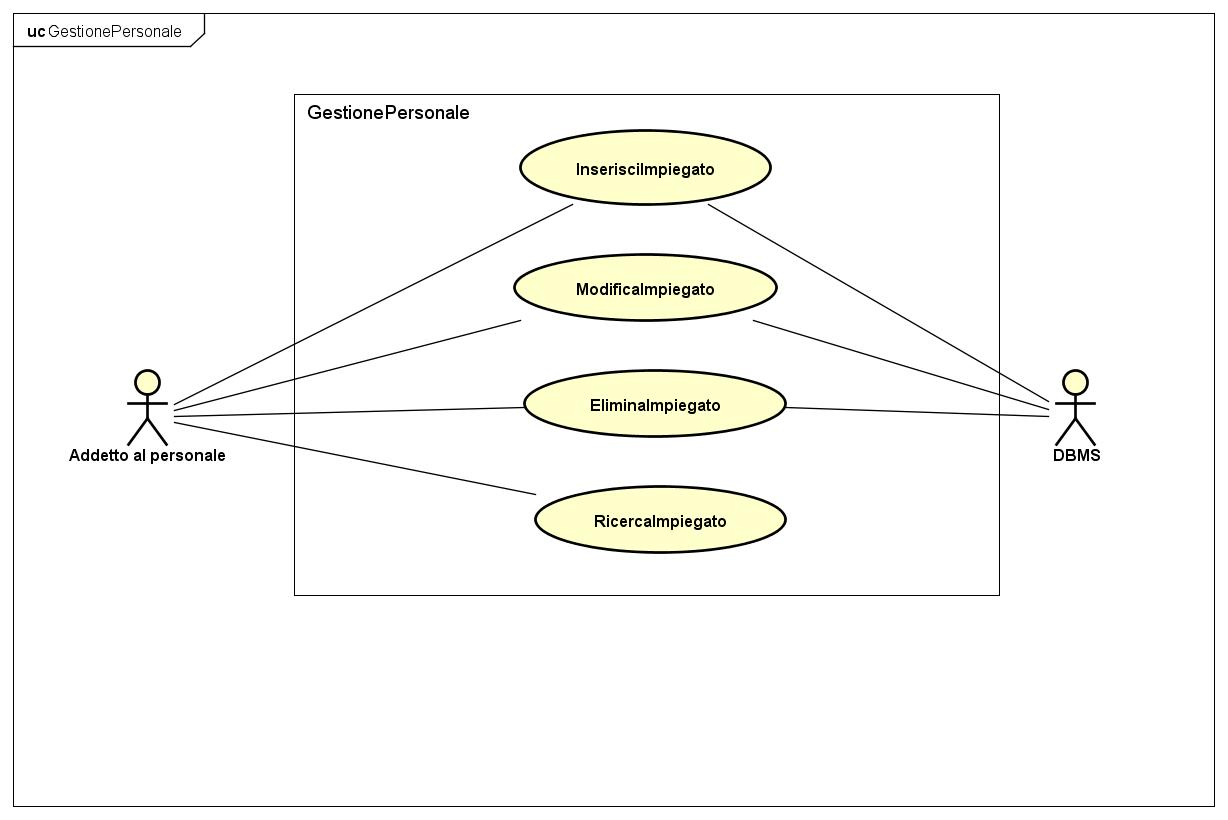 uc GestionePersonale
GestionePersonale
InserisciImpiegato
ModificaImpiegato
EliminaImpiegato
Addetto al personale
DBMS
RicercaImpiegato